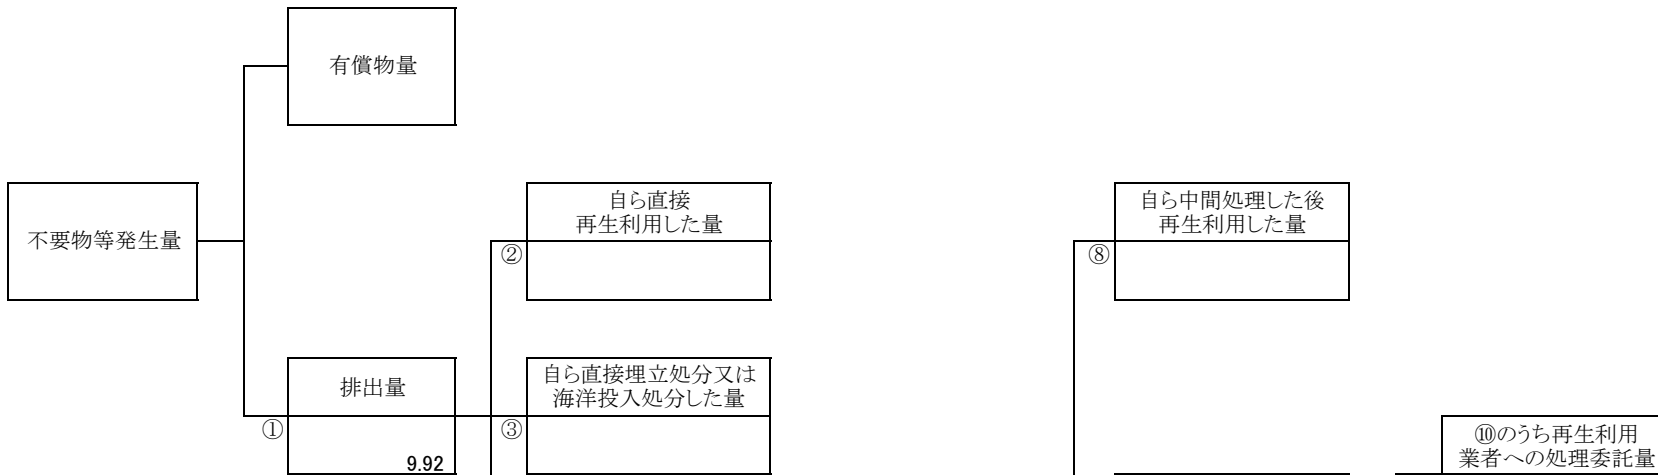 有償物量
不要物等発生量
自ら直接
再生利用した量
②
自ら中間処理した後
再生利用した量
⑧
排出量
①
9.92
自ら直接埋立処分又は
海洋投入処分した量
③
⑩のうち再生利用
業者への処理委託量